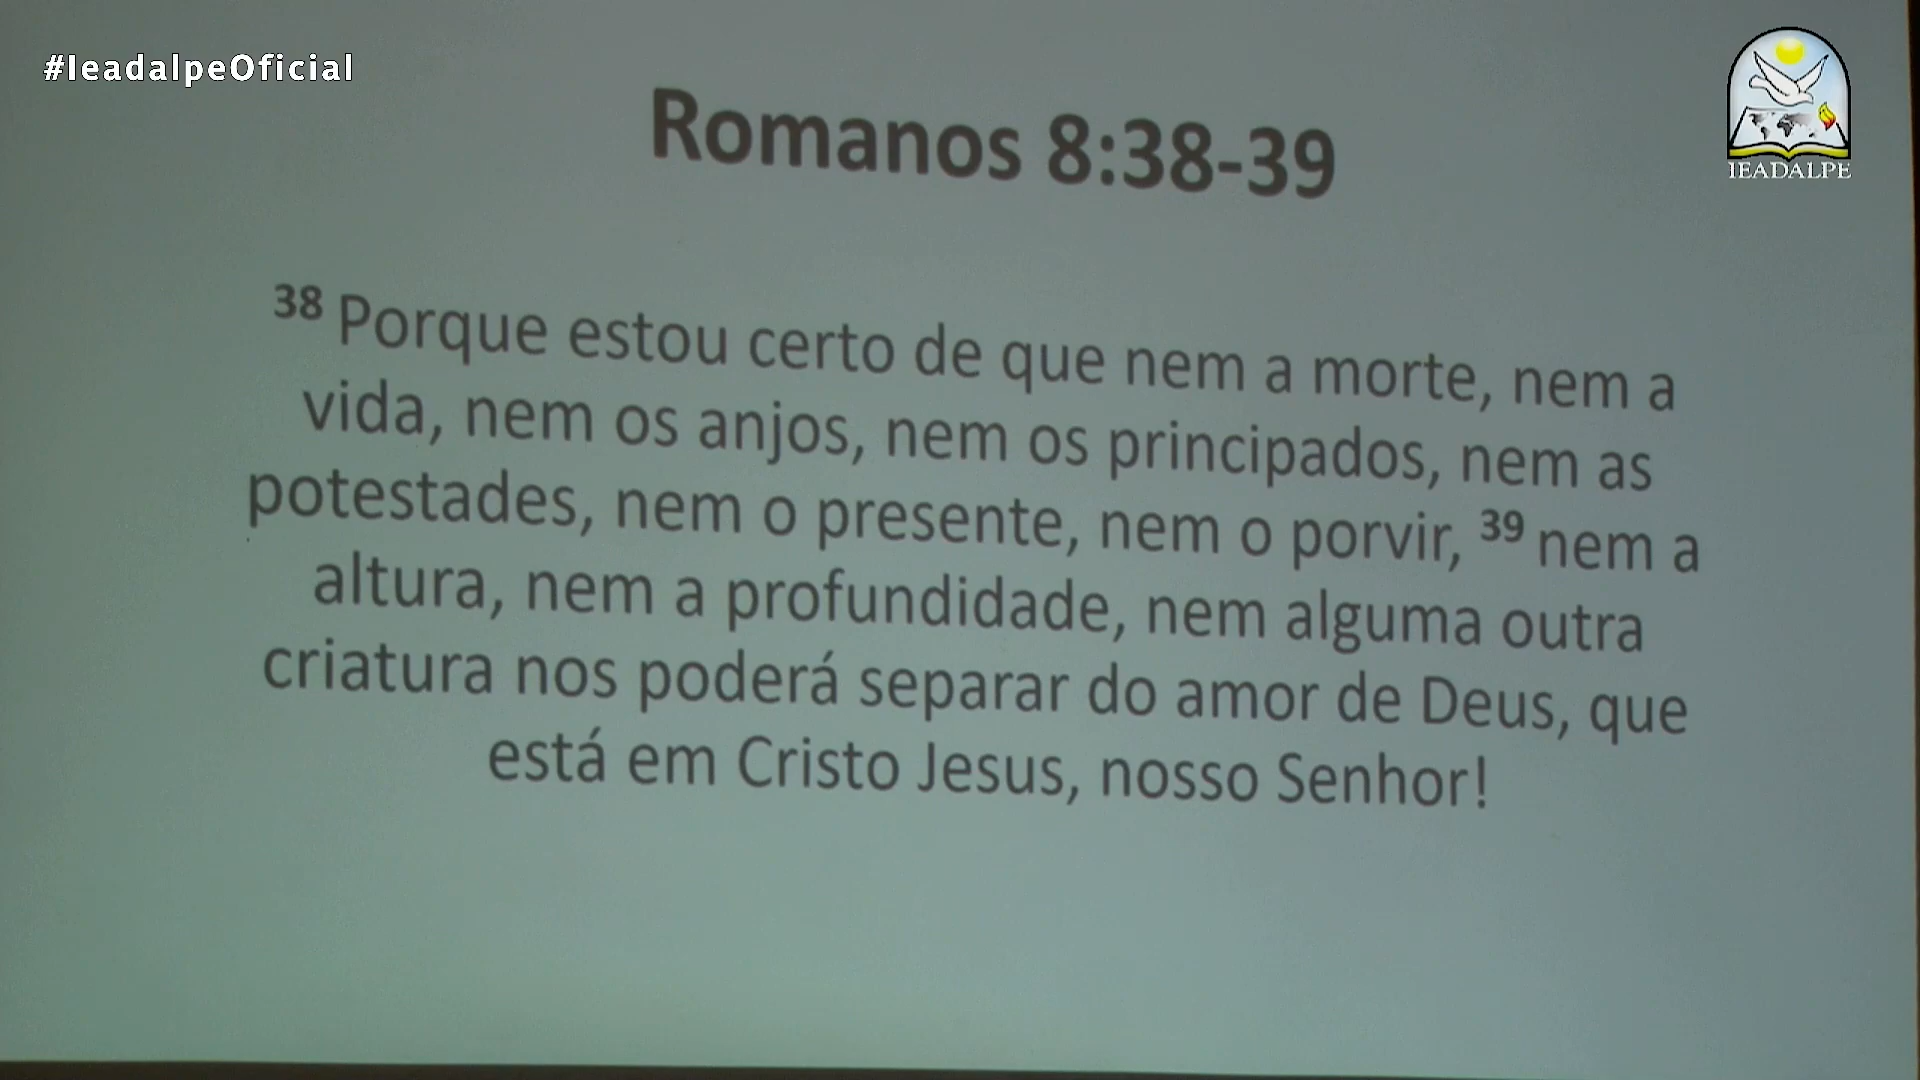 #IeadalpeOficial
IEADALPE
Romanos 8:38-39
38 Porque estou certo de que nem a morte, nem a
vida, nem os anjos, nem os principados, nem as
potestades, nem o presente, nem o porvir, 39 nem a
altura, nem a profundidade, nem alguma outra
criatura nos poderá separar do amor de Deus, que
está em Cristo Jesus, nosso Senhor!